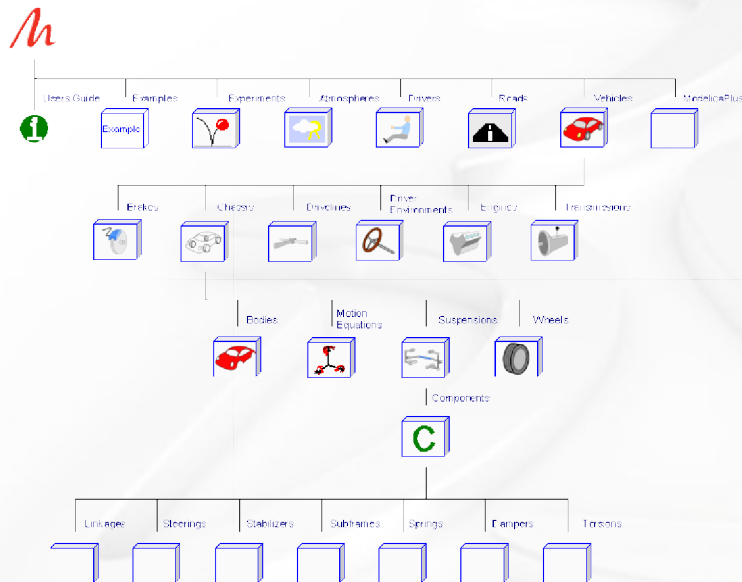 Users Guide
Examples
Experiments
Atmospheres
Drivers
Roads
Vehicles
ModelicaPlus
Example
Brakes
Chassis
Drivelines
Driver
Environments
Engines
Transmissions
Bodies
Motion
Equations
Suspensions
Wheels
Components
C
Linkages
Steerings
Stabilizers
Subframes
Springs
Dampers
Torsions